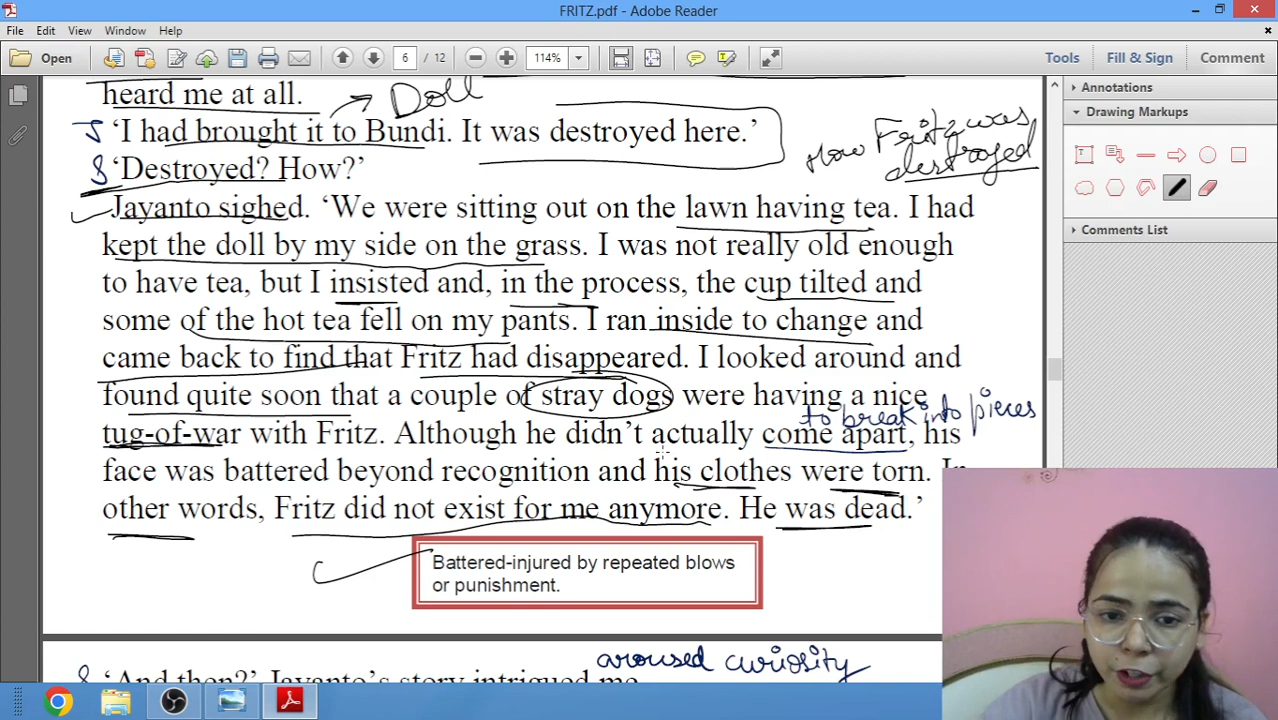 FRITZ.pdf - Adobe Reader
File Edit View Window Help
Open 6 / 12 114% Tools Fill & Sign Comment
Annotations
Drawing Markups
Comments List
heard me at all.
Doll
J 'I had brought it to Bundi. It was destroyed here.'
How Fritz was destroyed
S 'Destroyed? How?'
Jayanto sighed. 'We were sitting out on the lawn having tea. I had
kept the doll by my side on the grass. I was not really old enough
to have tea, but I insisted and, in the process, the cup tilted and
some of the hot tea fell on my pants. I ran inside to change and
came back to find that Fritz had disappeared. I looked around and
found quite soon that a couple of stray dogs were having a nice
to break into pieces
tug-of-war with Fritz. Although he didn't actually come apart, his
face was battered beyond recognition and his clothes were torn. In
other words, Fritz did not exist for me anymore. He was dead.'
Battered-injured by repeated blows
or punishment.
aroused curiosity
S 'And then?' Jayanto's story intrigued me.